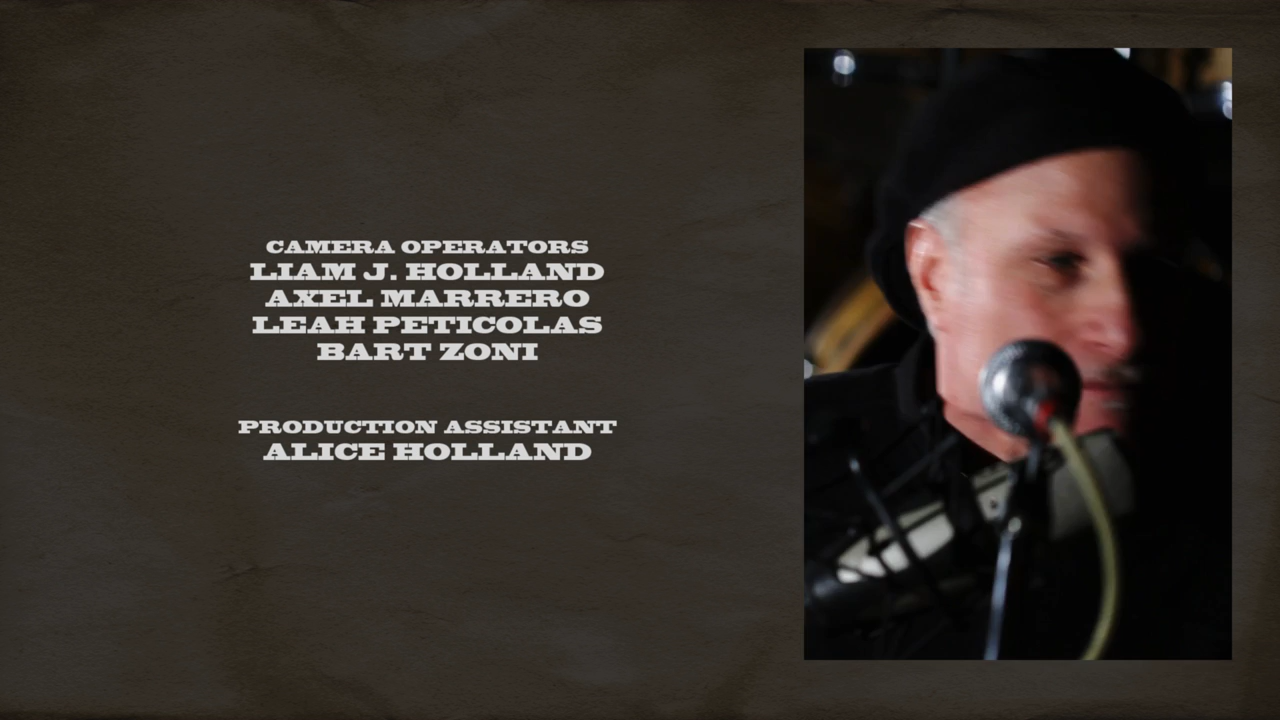 CAMERA OPERATORS
LIAM J. HOLLAND
AXEL MARRERO
LEAH PETICOLAS
BART ZONI
PRODUCTION ASSISTANT
ALICE HOLLAND